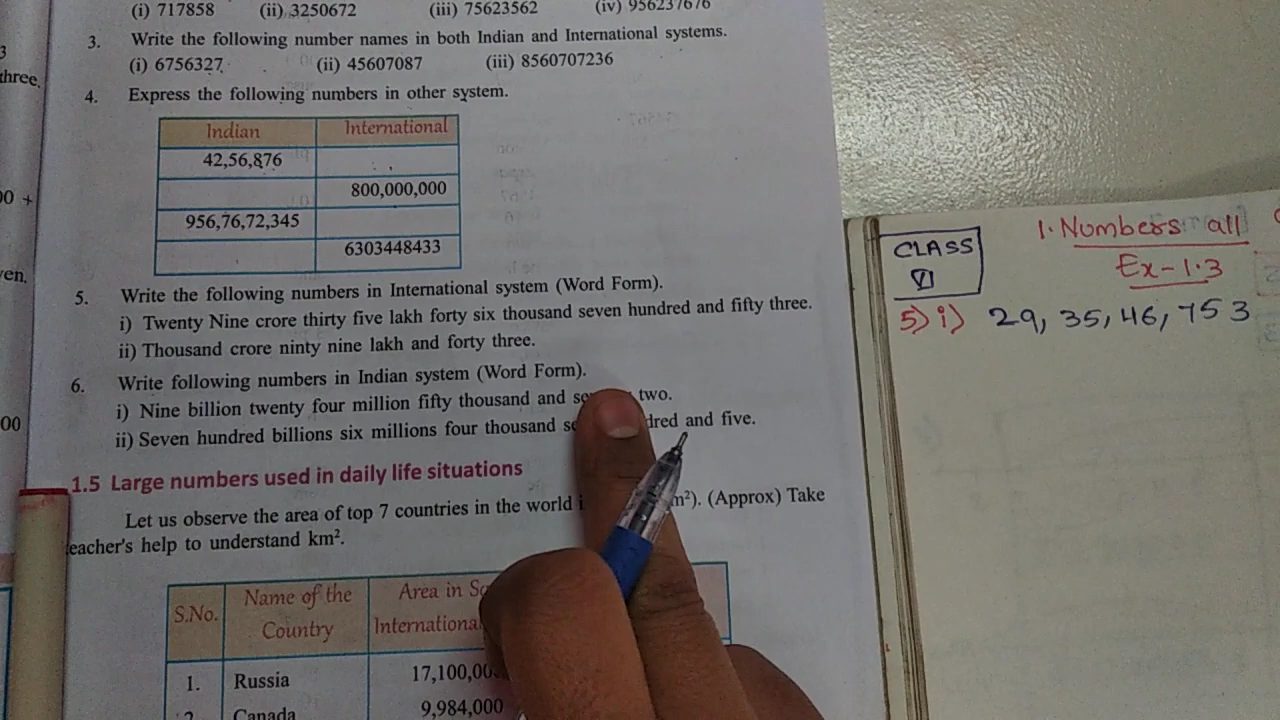 (i) 717858 (ii) 3250672 (iii) 75623562 (iv) 956237676
3. Write the following number names in both Indian and International systems.
(i) 6756327 (ii) 45607087 (iii) 8560707236
4. Express the following numbers in other system.
Indian International
42,56,876
800,000,000
956,76,72,345
6303448433
5. Write the following numbers in International system (Word Form).
i) Twenty Nine crore thirty five lakh forty six thousand seven hundred and fifty three.
ii) Thousand crore ninty nine lakh and forty three.
6. Write following numbers in Indian system (Word Form).
i) Nine billion twenty four million fifty thousand and two.
ii) Seven hundred billions six millions four thousand and five.
1.5 Large numbers used in daily life situations
Let us observe the area of top 7 countries in the world (Approx) Take
teacher's help to understand km².
S.No. Name of the Country Area in
International
1. Russia
Canada 9,984,000
three.
00 +
00
CLASS
VI
1. Numbers all
Ex-1.3
5) i) 29, 35, 46, 753